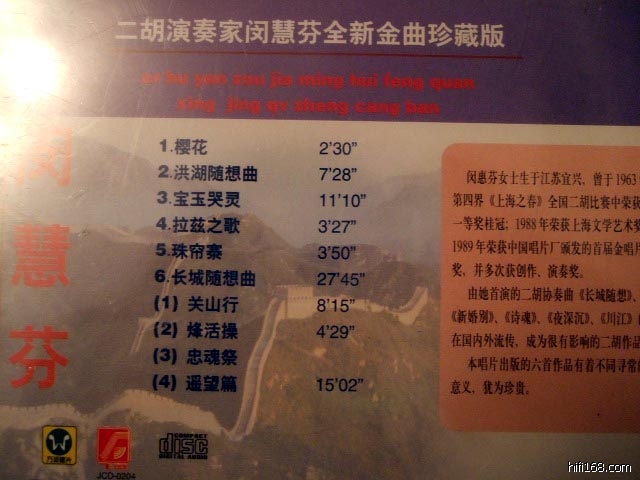 二胡演奏家闵慧芬全新金曲珍藏版
er hu yan zou jia ming hui feng quan
xing jing qv zheng cang ban
闵慧芬
1.樱花 2'30"
2.洪湖随想曲 7'28"
3.宝玉哭灵 11'10"
4.拉兹之歌 3'27"
5.珠帘寨 3'50"
6.长城随想曲 27'45"
(1) 关山行 8'15"
(2) 烽活操 4'29"
(3) 忠魂祭
(4) 遥望篇 15'02"
闵惠芬女士生于江苏宜兴，曾于1963
第四界《上海之春》全国二胡比赛中荣获
一等奖桂冠；1988年荣获上海文学艺术奖
1989年荣获中国唱片厂颁发的首届金唱片
奖，并多次获创作、演奏奖。
由她首演的二胡协奏曲《长城随想》、
《新婚别》、《诗魂》、《夜深沉》、《川江》
在国内外流传，成为很有影响的二胡作品
本唱片出版的六首作品有着不同寻常的
意义，犹为珍贵。
COMPACT
disc
DIGITAL AUDIO
JCD-0204
hifi168.com